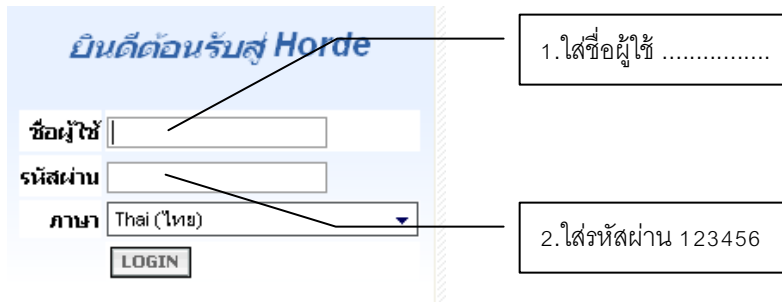 ยินดีต้อนรับสู่ Horde
1.ใส่ชื่อผู้ใช้ ................
ชื่อผู้ใช้
รหัสผ่าน
ภาษา Thai (ไทย)
2.ใส่รหัสผ่าน 123456
LOGIN